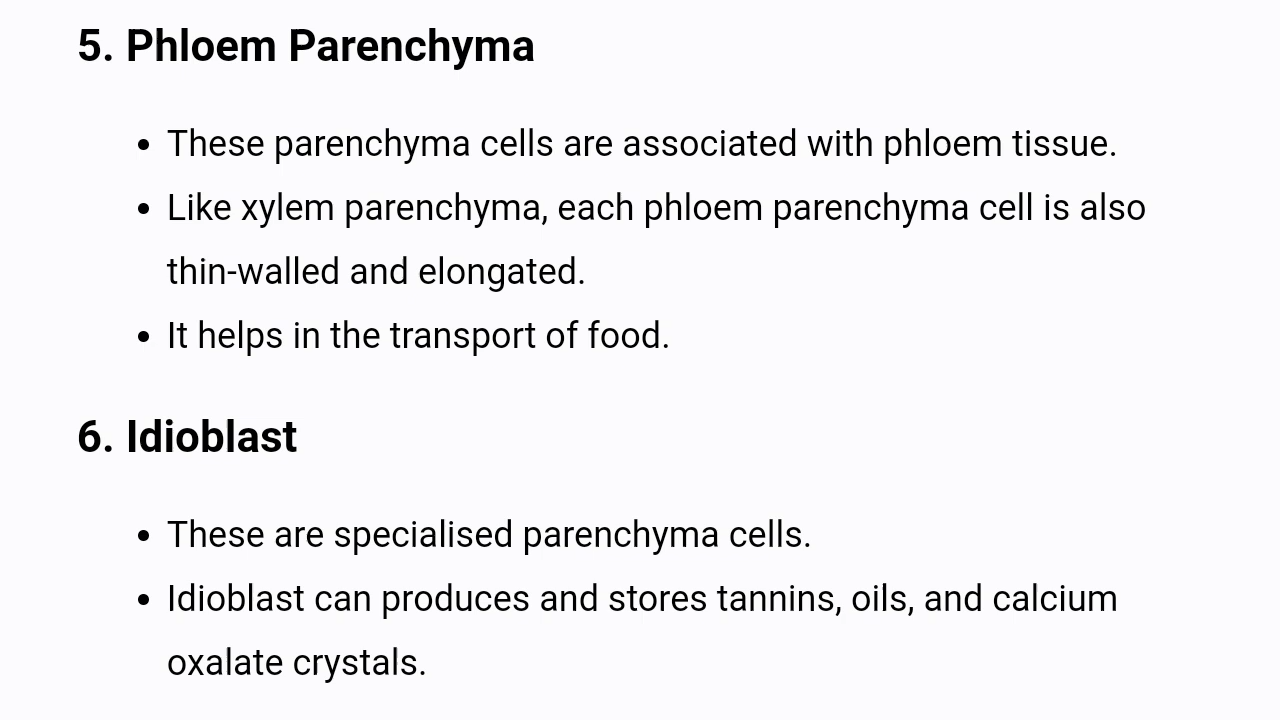 5. Phloem Parenchyma
• These parenchyma cells are associated with phloem tissue.
• Like xylem parenchyma, each phloem parenchyma cell is also
thin-walled and elongated.
• It helps in the transport of food.
6. Idioblast
• These are specialised parenchyma cells.
• Idioblast can produces and stores tannins, oils, and calcium
oxalate crystals.